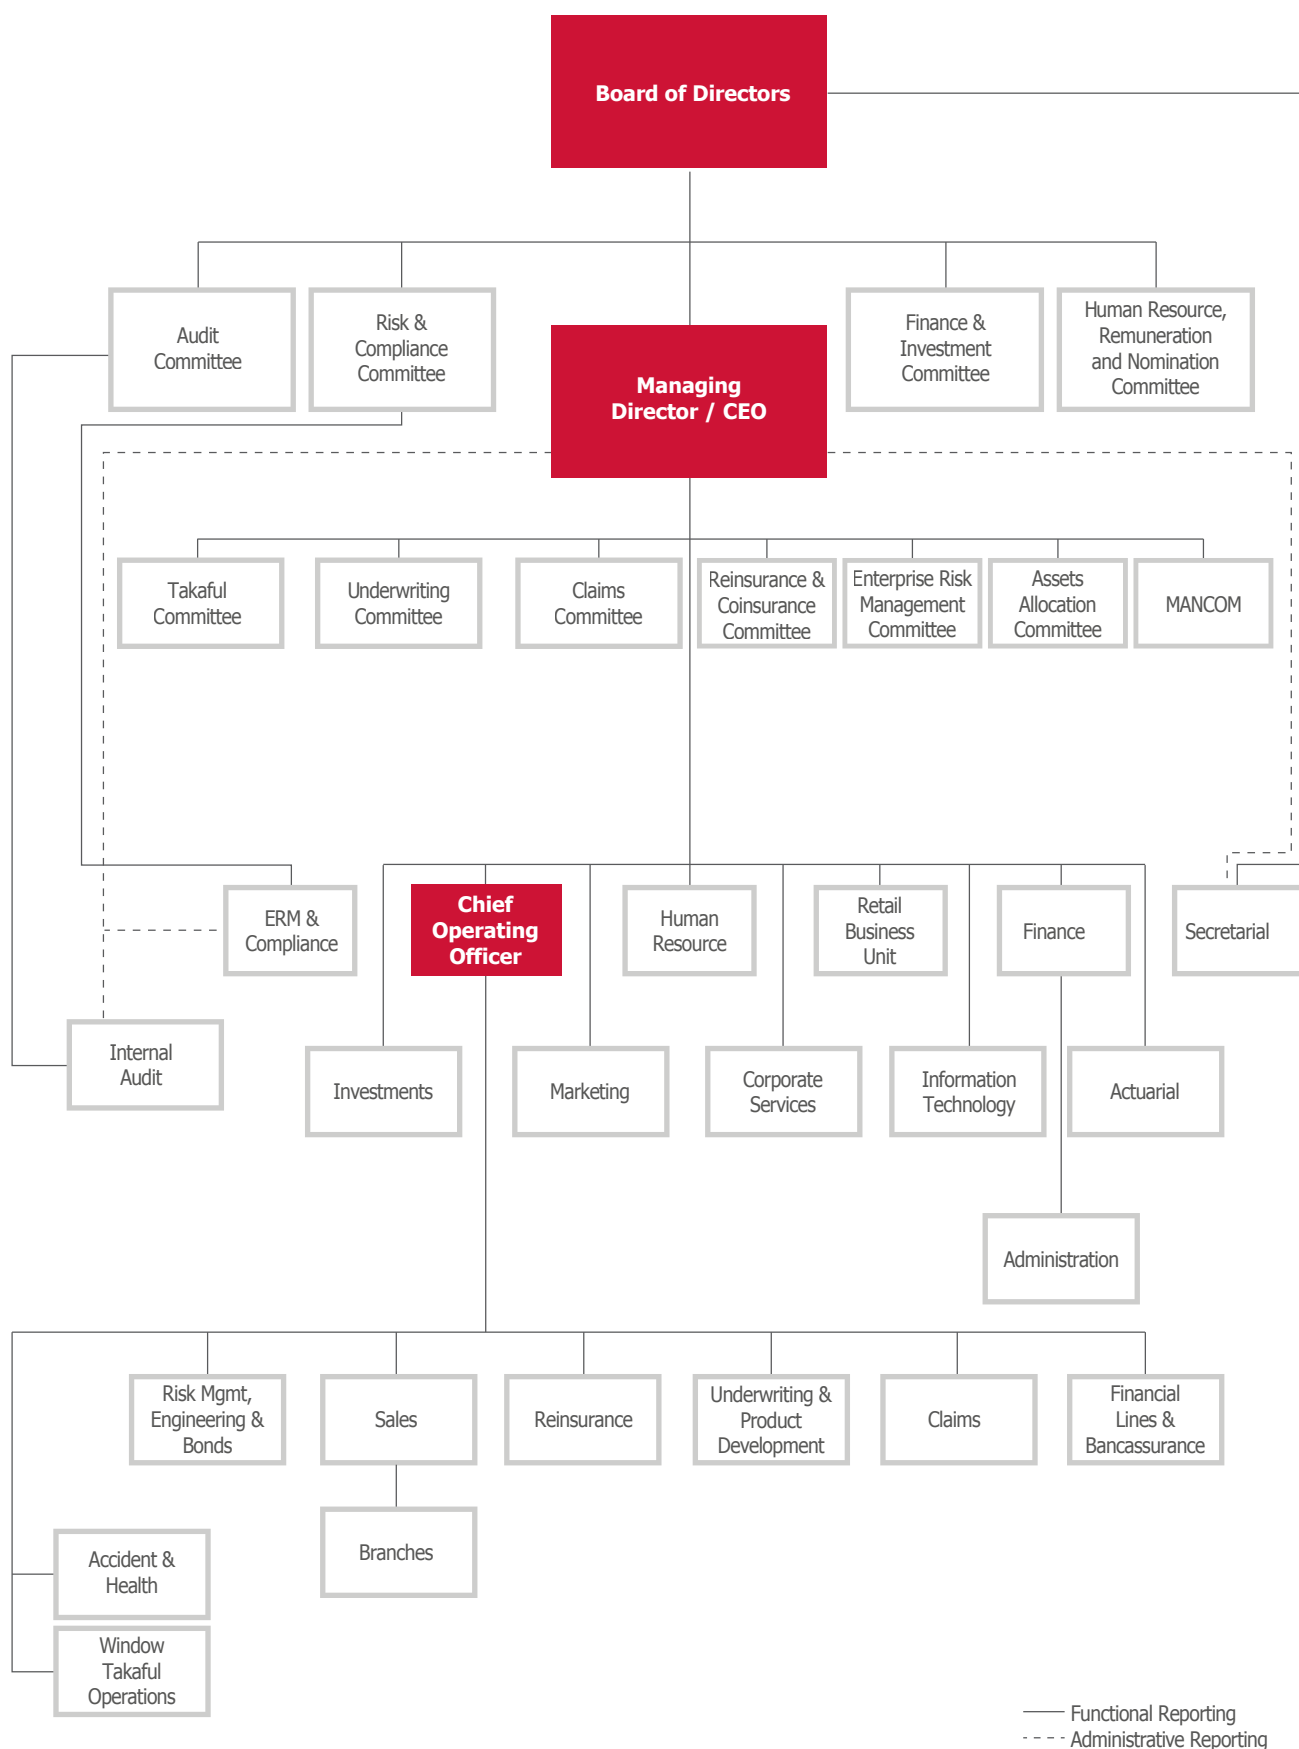 Board of Directors
Audit
Committee
Risk &
Compliance
Committee
Managing
Director / CEO
Finance &
Investment
Committee
Human Resource,
Remuneration
and Nomination
Committee
Takaful
Committee
Underwriting
Committee
Claims
Committee
Reinsurance &
Coinsurance
Committee
Enterprise Risk
Management
Committee
Assets
Allocation
Committee
MANCOM
ERM &
Compliance
Chief
Operating
Officer
Human
Resource
Retail
Business
Unit
Finance
Secretarial
Internal
Audit
Investments
Marketing
Corporate
Services
Information
Technology
Actuarial
Administration
Risk Mgmt,
Engineering &
Bonds
Sales
Reinsurance
Underwriting &
Product
Development
Claims
Financial
Lines &
Bancassurance
Branches
Accident &
Health
Window
Takaful
Operations
Functional Reporting
Administrative Reporting